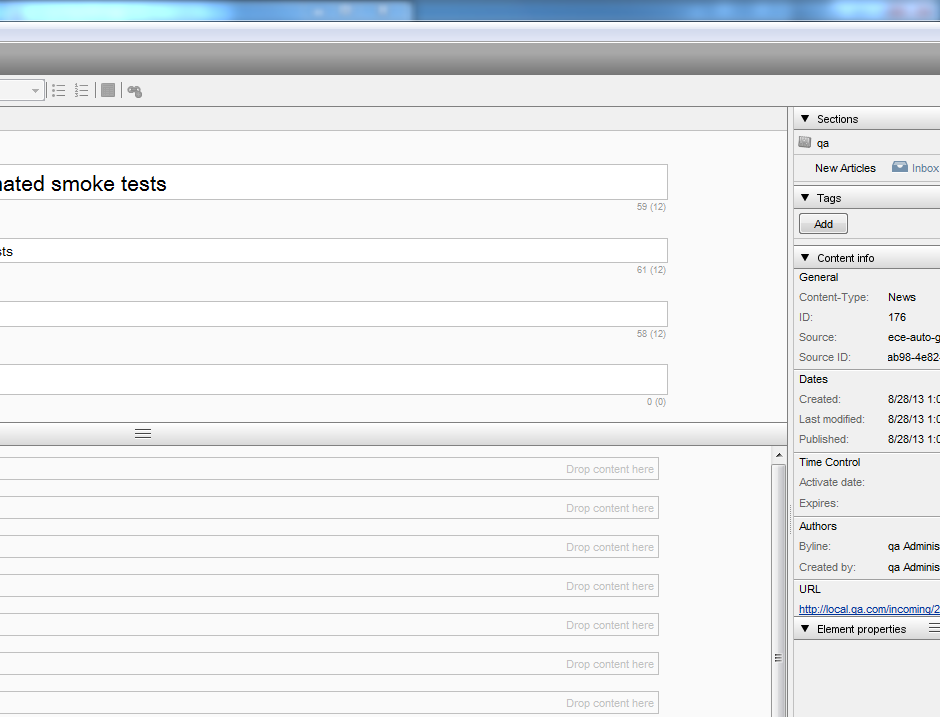 nated smoke tests
59 (12)
sts
61 (12)
58 (12)
0 (0)
Drop content here
Drop content here
Drop content here
Drop content here
Drop content here
Drop content here
Drop content here
Sections
qa
New Articles Inbox
Tags
Add
Content info
General
Content-Type: News
ID: 176
Source: ece-auto-g
Source ID: ab98-4e82-
Dates
Created: 8/28/13 1:0
Last modified: 8/28/13 1:0
Published: 8/28/13 1:0
Time Control
Activate date:
Expires:
Authors
Byline: qa Adminis
Created by: qa Adminis
URL
http://local.qa.com/incoming/2
Element properties